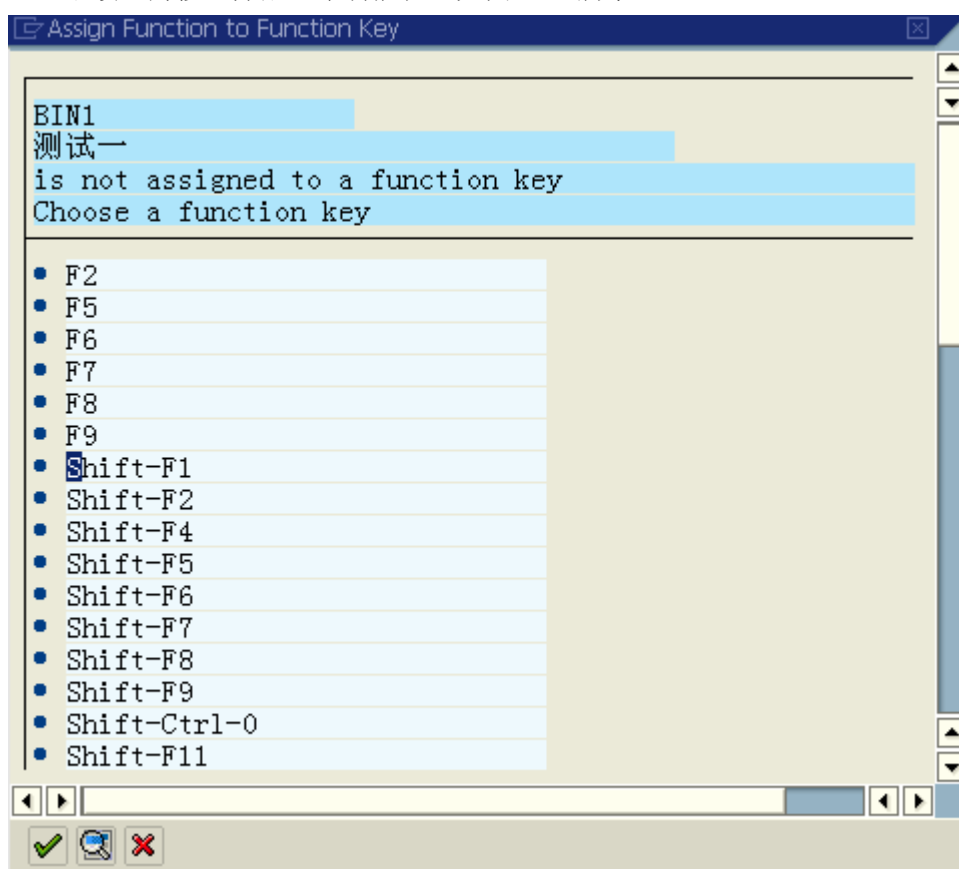 Assign Function to Function Key
BIN1
测试一
is not assigned to a function key
Choose a function key
F2
F5
F6
F7
F8
F9
Shift-F1
Shift-F2
Shift-F4
Shift-F5
Shift-F6
Shift-F7
Shift-F8
Shift-F9
Shift-Ctrl-0
Shift-F11